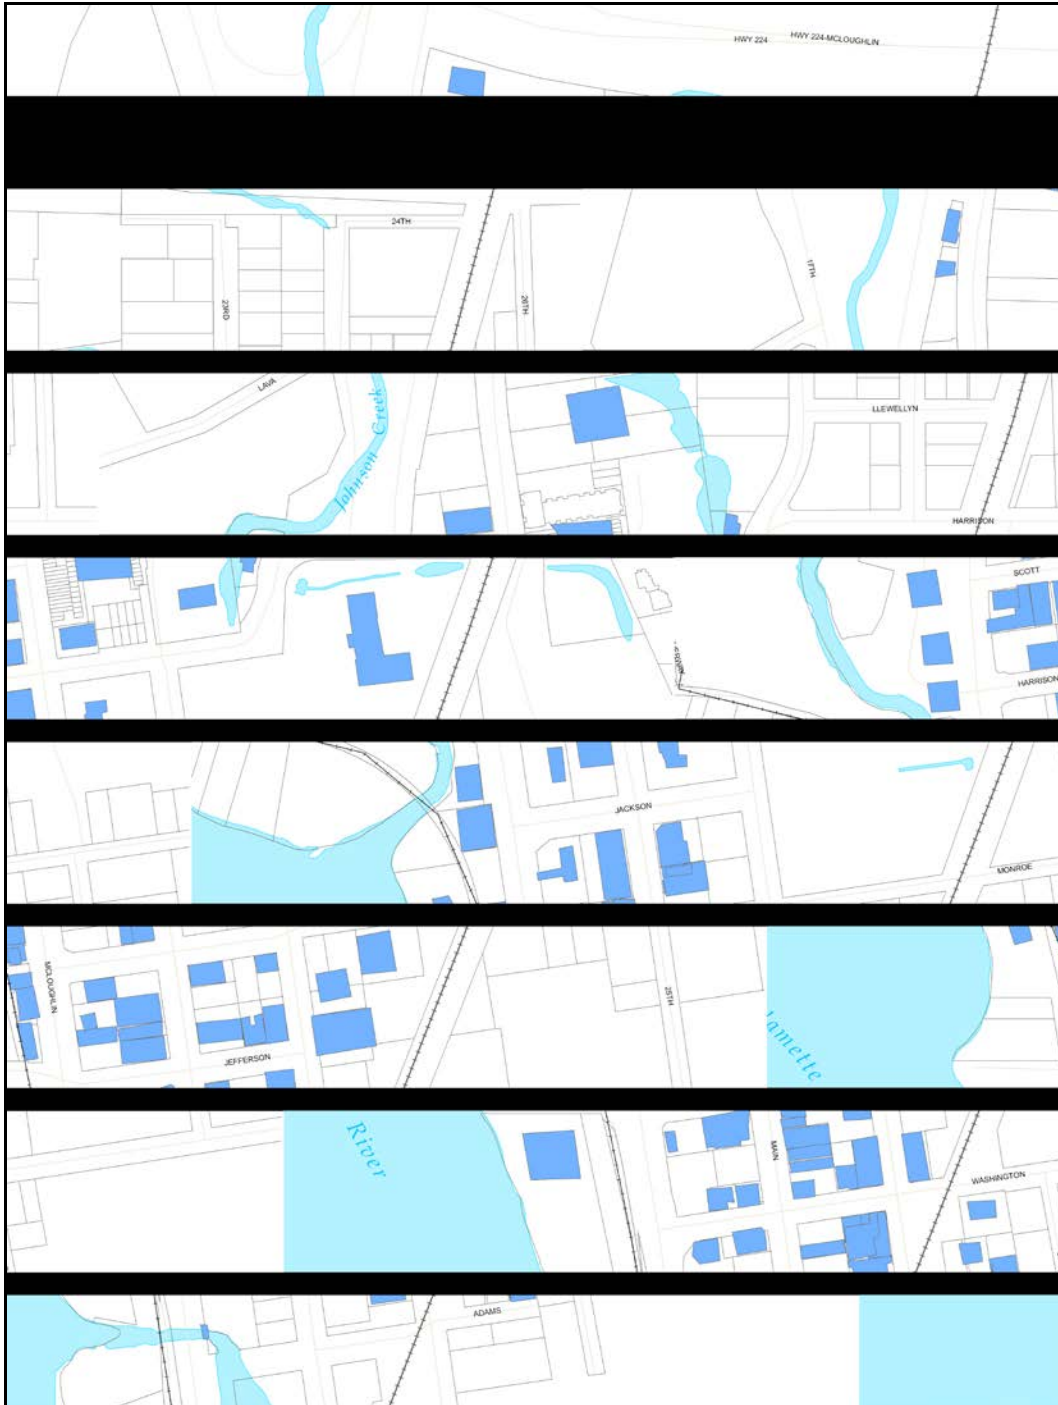 HWY 224
HWY 224-MCLOUGHLIN
24TH
23RD
26TH
17TH
LAVA
Johnson Creek
LLEWELLYN
HARRISON
SCOTT
HARRISON
JACKSON
MONROE
MCLOUGHLIN
JEFFERSON
25TH
lamette
River
MAIN
WASHINGTON
ADAMS